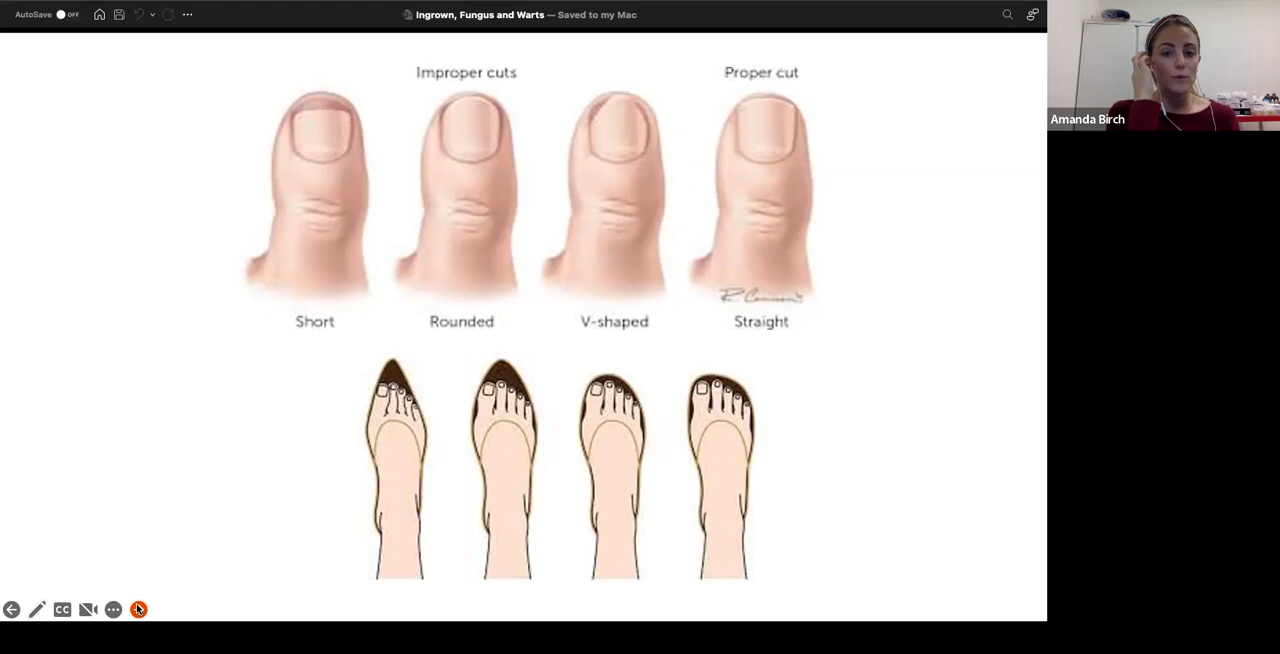 AutoSave OFF
Ingrown, Fungus and Warts — Saved to my Mac
Improper cuts
Proper cut
Short
Rounded
V-shaped
Straight
CC
Amanda Birch